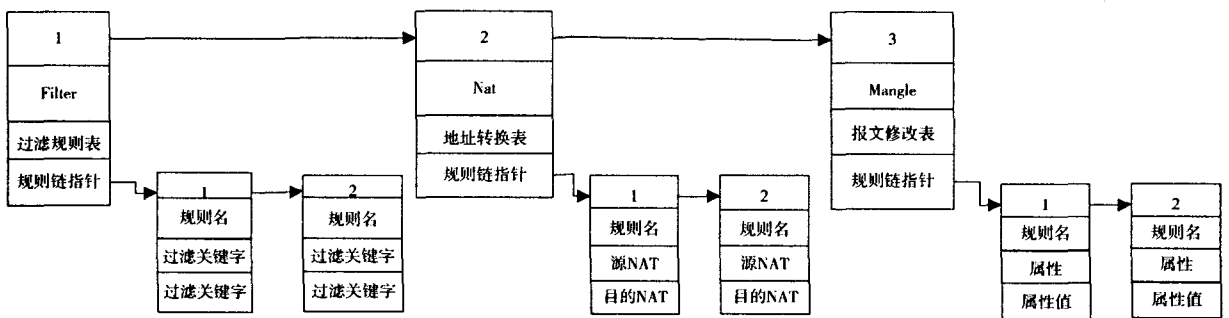 1
Filter
过滤规则表
规则链指针
1
规则名
过滤关键字
过滤关键字
2
规则名
过滤关键字
过滤关键字
2
Nat
地址转换表
规则链指针
1
规则名
源NAT
目的NAT
2
规则名
源NAT
目的NAT
3
Mangle
报文修改表
规则链指针
1
规则名
属性
属性值
2
规则名
属性
属性值